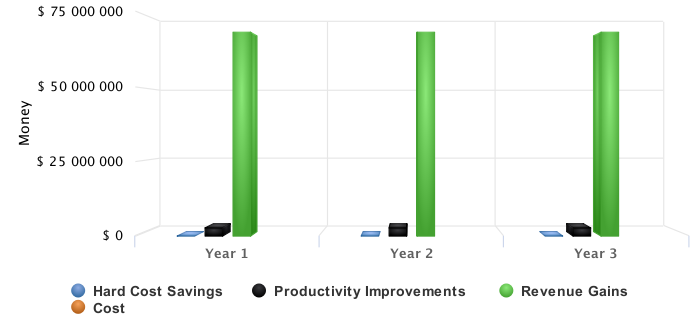 $ 75 000 000
$ 50 000 000
$ 25 000 000
$ 0
Money
Year 1 Year 2 Year 3
Hard Cost Savings Productivity Improvements Revenue Gains
Cost